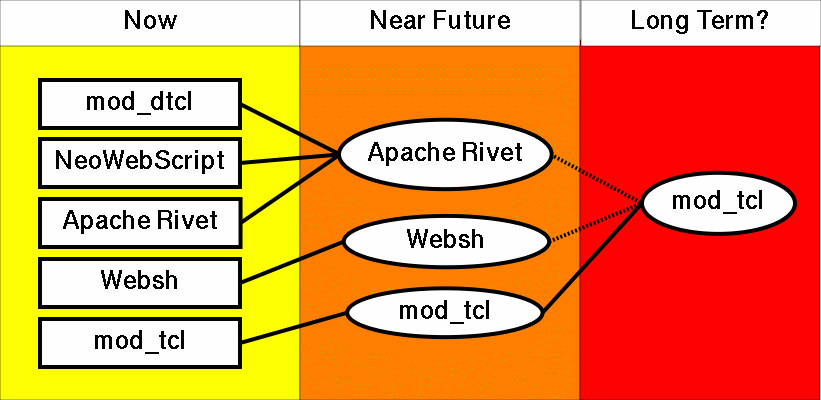 Now
Near Future
Long Term?
mod_dtcl
NeoWebScript
Apache Rivet
Websh
mod_tcl
Apache Rivet
Websh
mod_tcl
mod_tcl